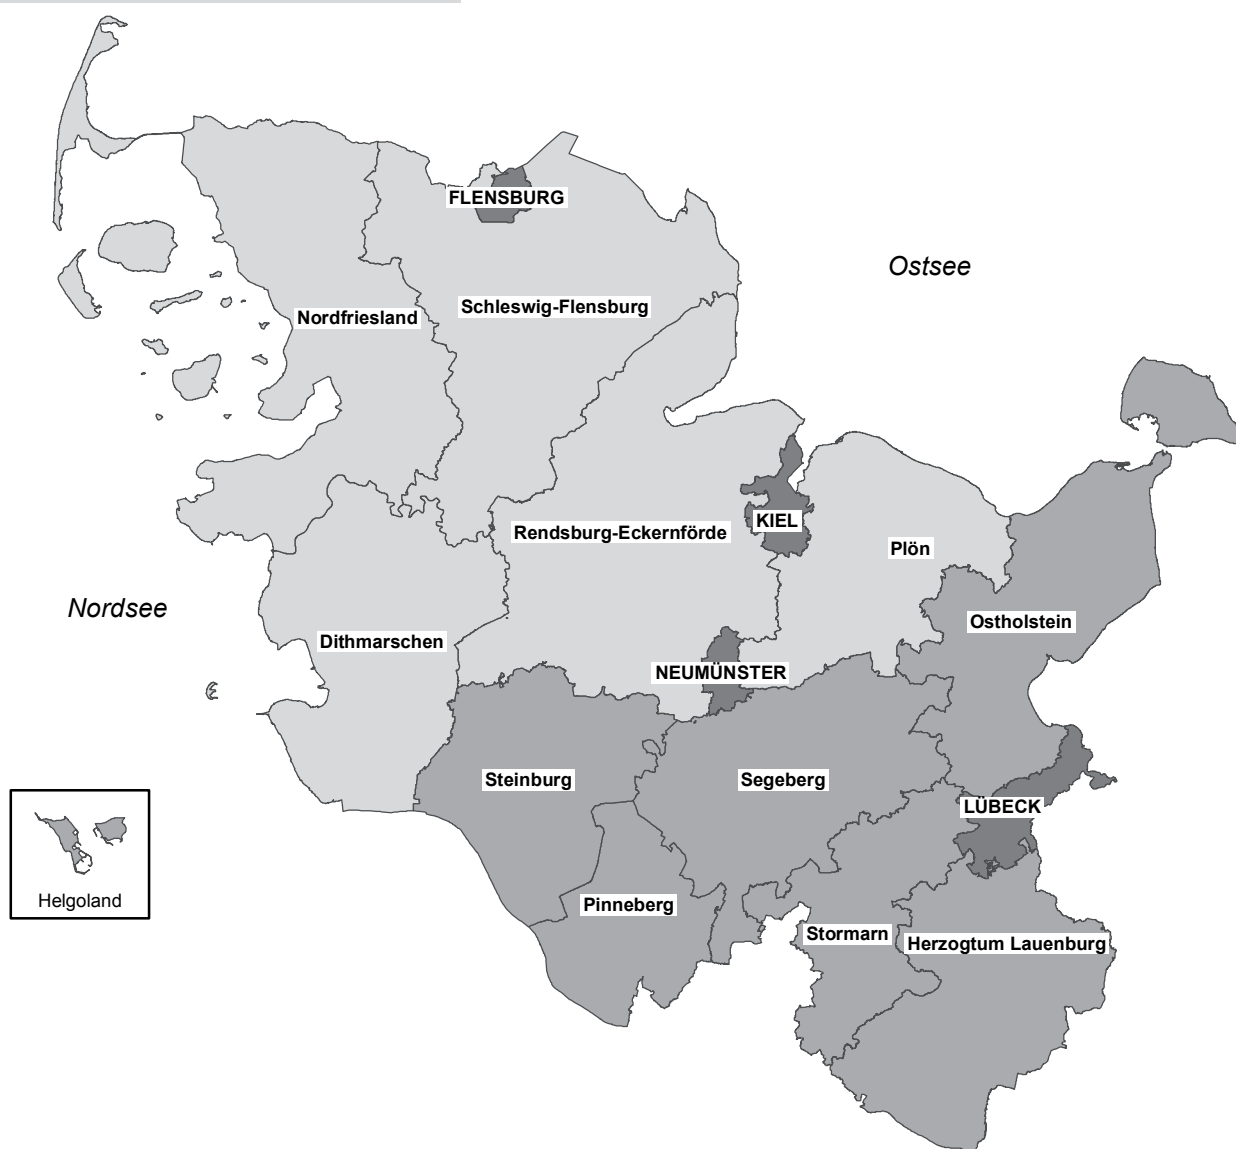 FLENSBURG
Ostsee
Schleswig-Flensburg
Nordfriesland
KIEL
Rendsburg-Eckernförde
Plön
Nordsee
Ostholstein
Dithmarschen
NEUMÜNSTER
Steinburg
Segeberg
LÜBECK
Helgoland
Pinneberg
Stormarn
Herzogtum Lauenburg